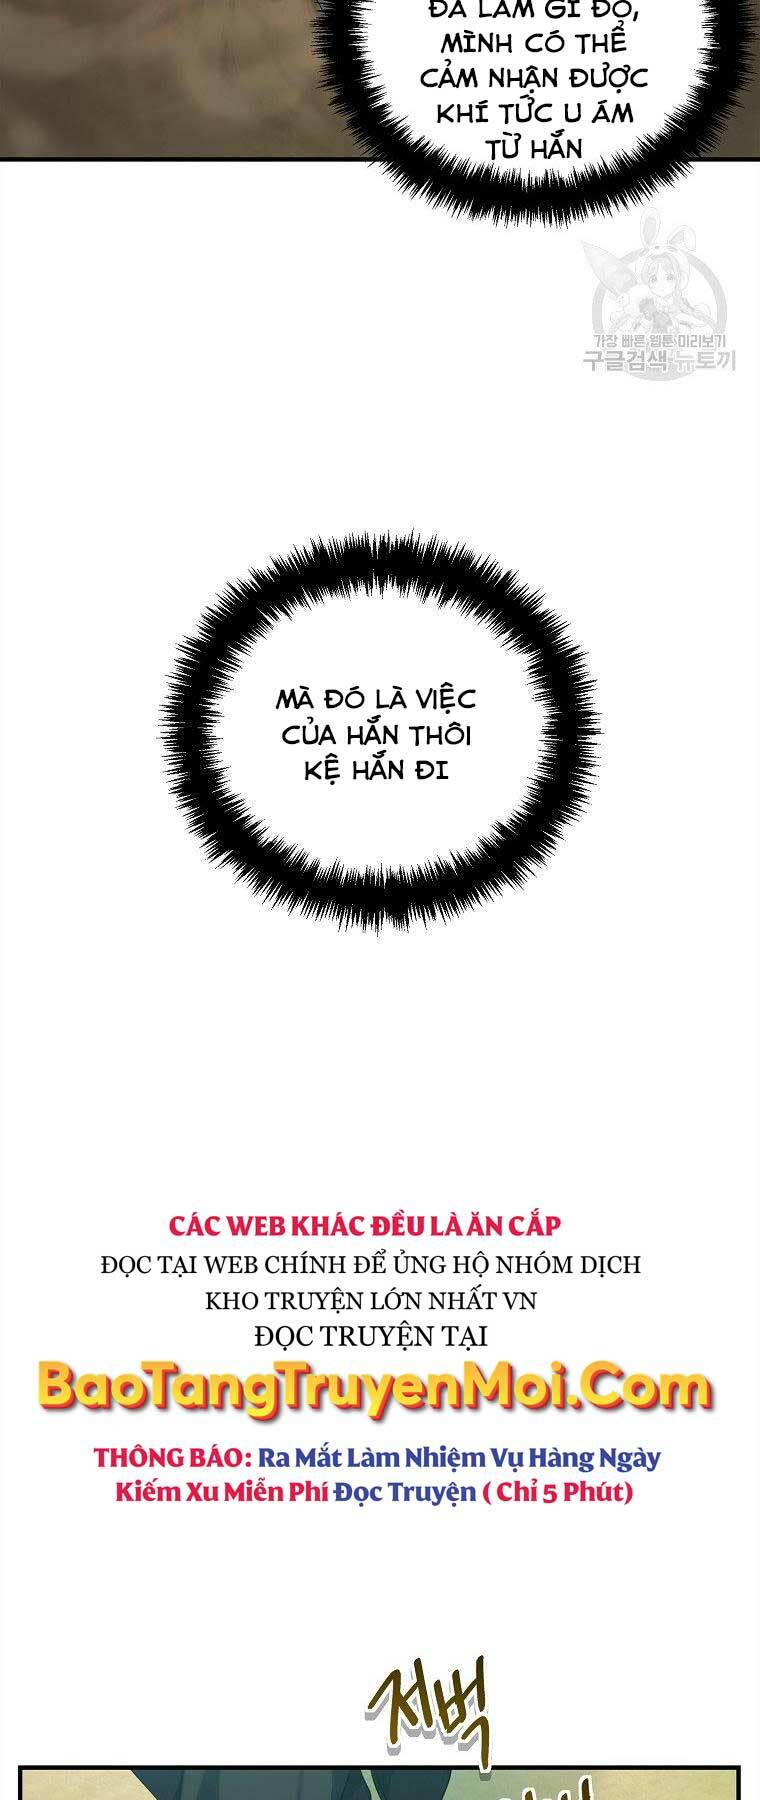 ĐÃ LÀM GÌ ĐÓ,
MÌNH CÓ THỂ
CẢM NHẬN ĐƯỢC
KHÍ TỨC U ÁM
TỪ HẮN
가장 빠른 웹툰 미리보기
구글검색 뉴토끼
MÀ ĐÓ LÀ VIỆC
CỦA HẮN THÔI
KỆ HẮN ĐI
CÁC WEB KHÁC ĐỀU LÀ ĂN CẮP
ĐỌC TẠI WEB CHÍNH ĐỂ ỦNG HỘ NHÓM DỊCH
KHO TRUYỆN LỚN NHẤT VN
ĐỌC TRUYỆN TẠI
BaoTangTruyenMoi.Com
THÔNG BÁO: Ra Mắt Làm Nhiệm Vụ Hàng Ngày
Kiếm Xu Miễn Phí Đọc Truyện ( Chỉ 5 Phút)
저벅